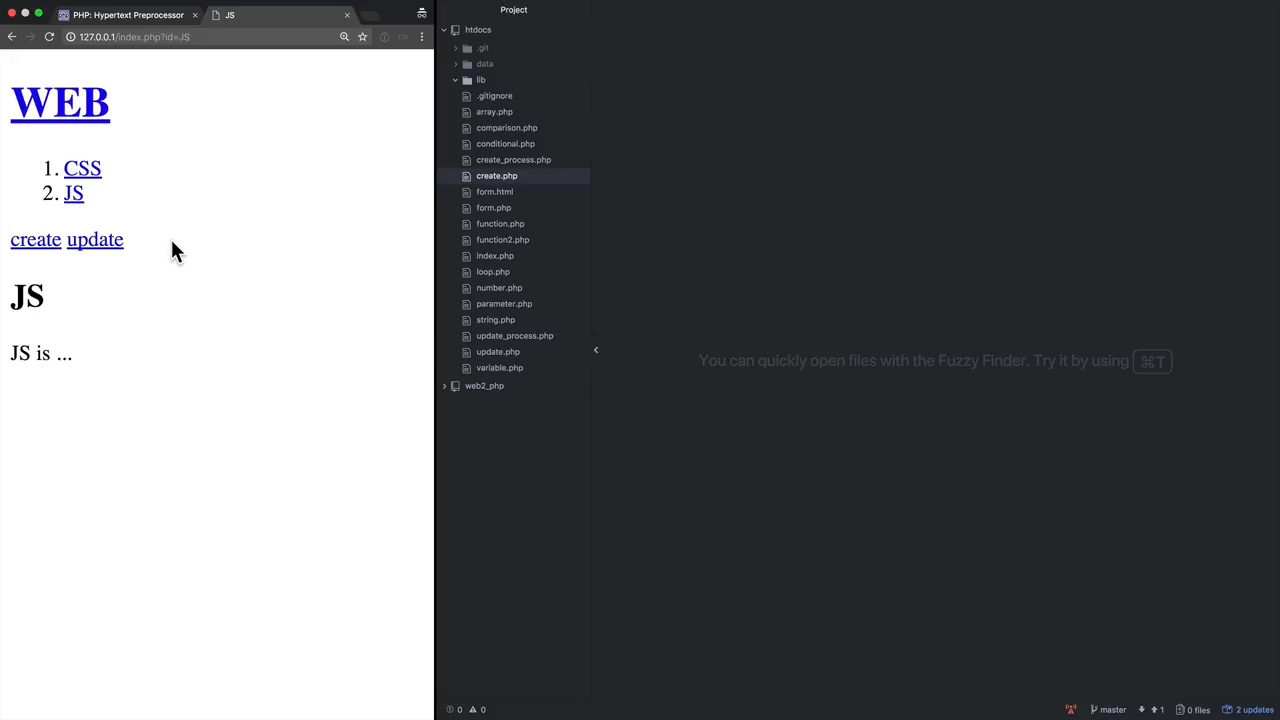 PHP: Hypertext Preprocessor
JS
127.0.0.1/index.php?id=JS
WEB
1. CSS
2. JS
create update
JS
JS is ...
Project
htdocs
.git
data
lib
.gitignore
array.php
comparison.php
conditional.php
create_process.php
create.php
form.html
form.php
function.php
function2.php
index.php
loop.php
number.php
parameter.php
string.php
update_process.php
update.php
variable.php
web2_php
You can quickly open files with the Fuzzy Finder. Try it by using ⌘T
0 0
master 1 0 files 2 updates